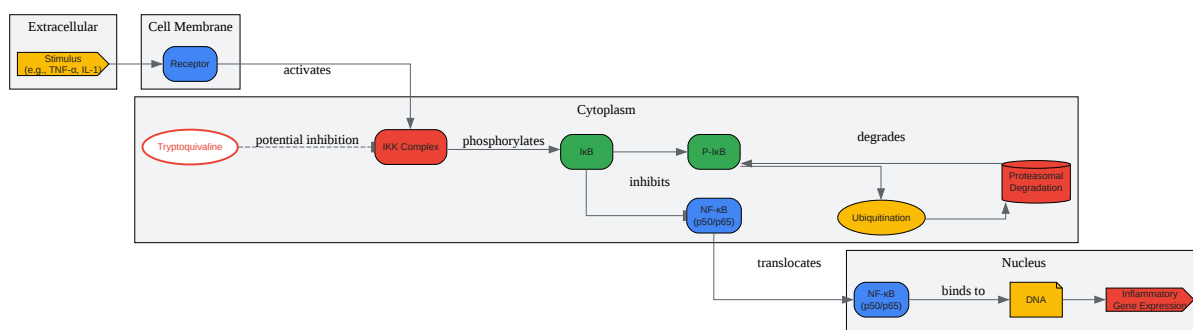 Extracellular
Stimulus
(e.g., TNF-α, IL-1)
Cell Membrane
Receptor
activates
Cytoplasm
Tryptoquivaline
potential inhibition
IKK Complex
phosphorylates
IκB
P-IκB
degrades
inhibits
Proteasomal
Degradation
NF-κB
(p50/p65)
Ubiquitination
translocates
Nucleus
NF-κB
(p50/p65)
binds to
DNA
Inflammatory
Gene Expression